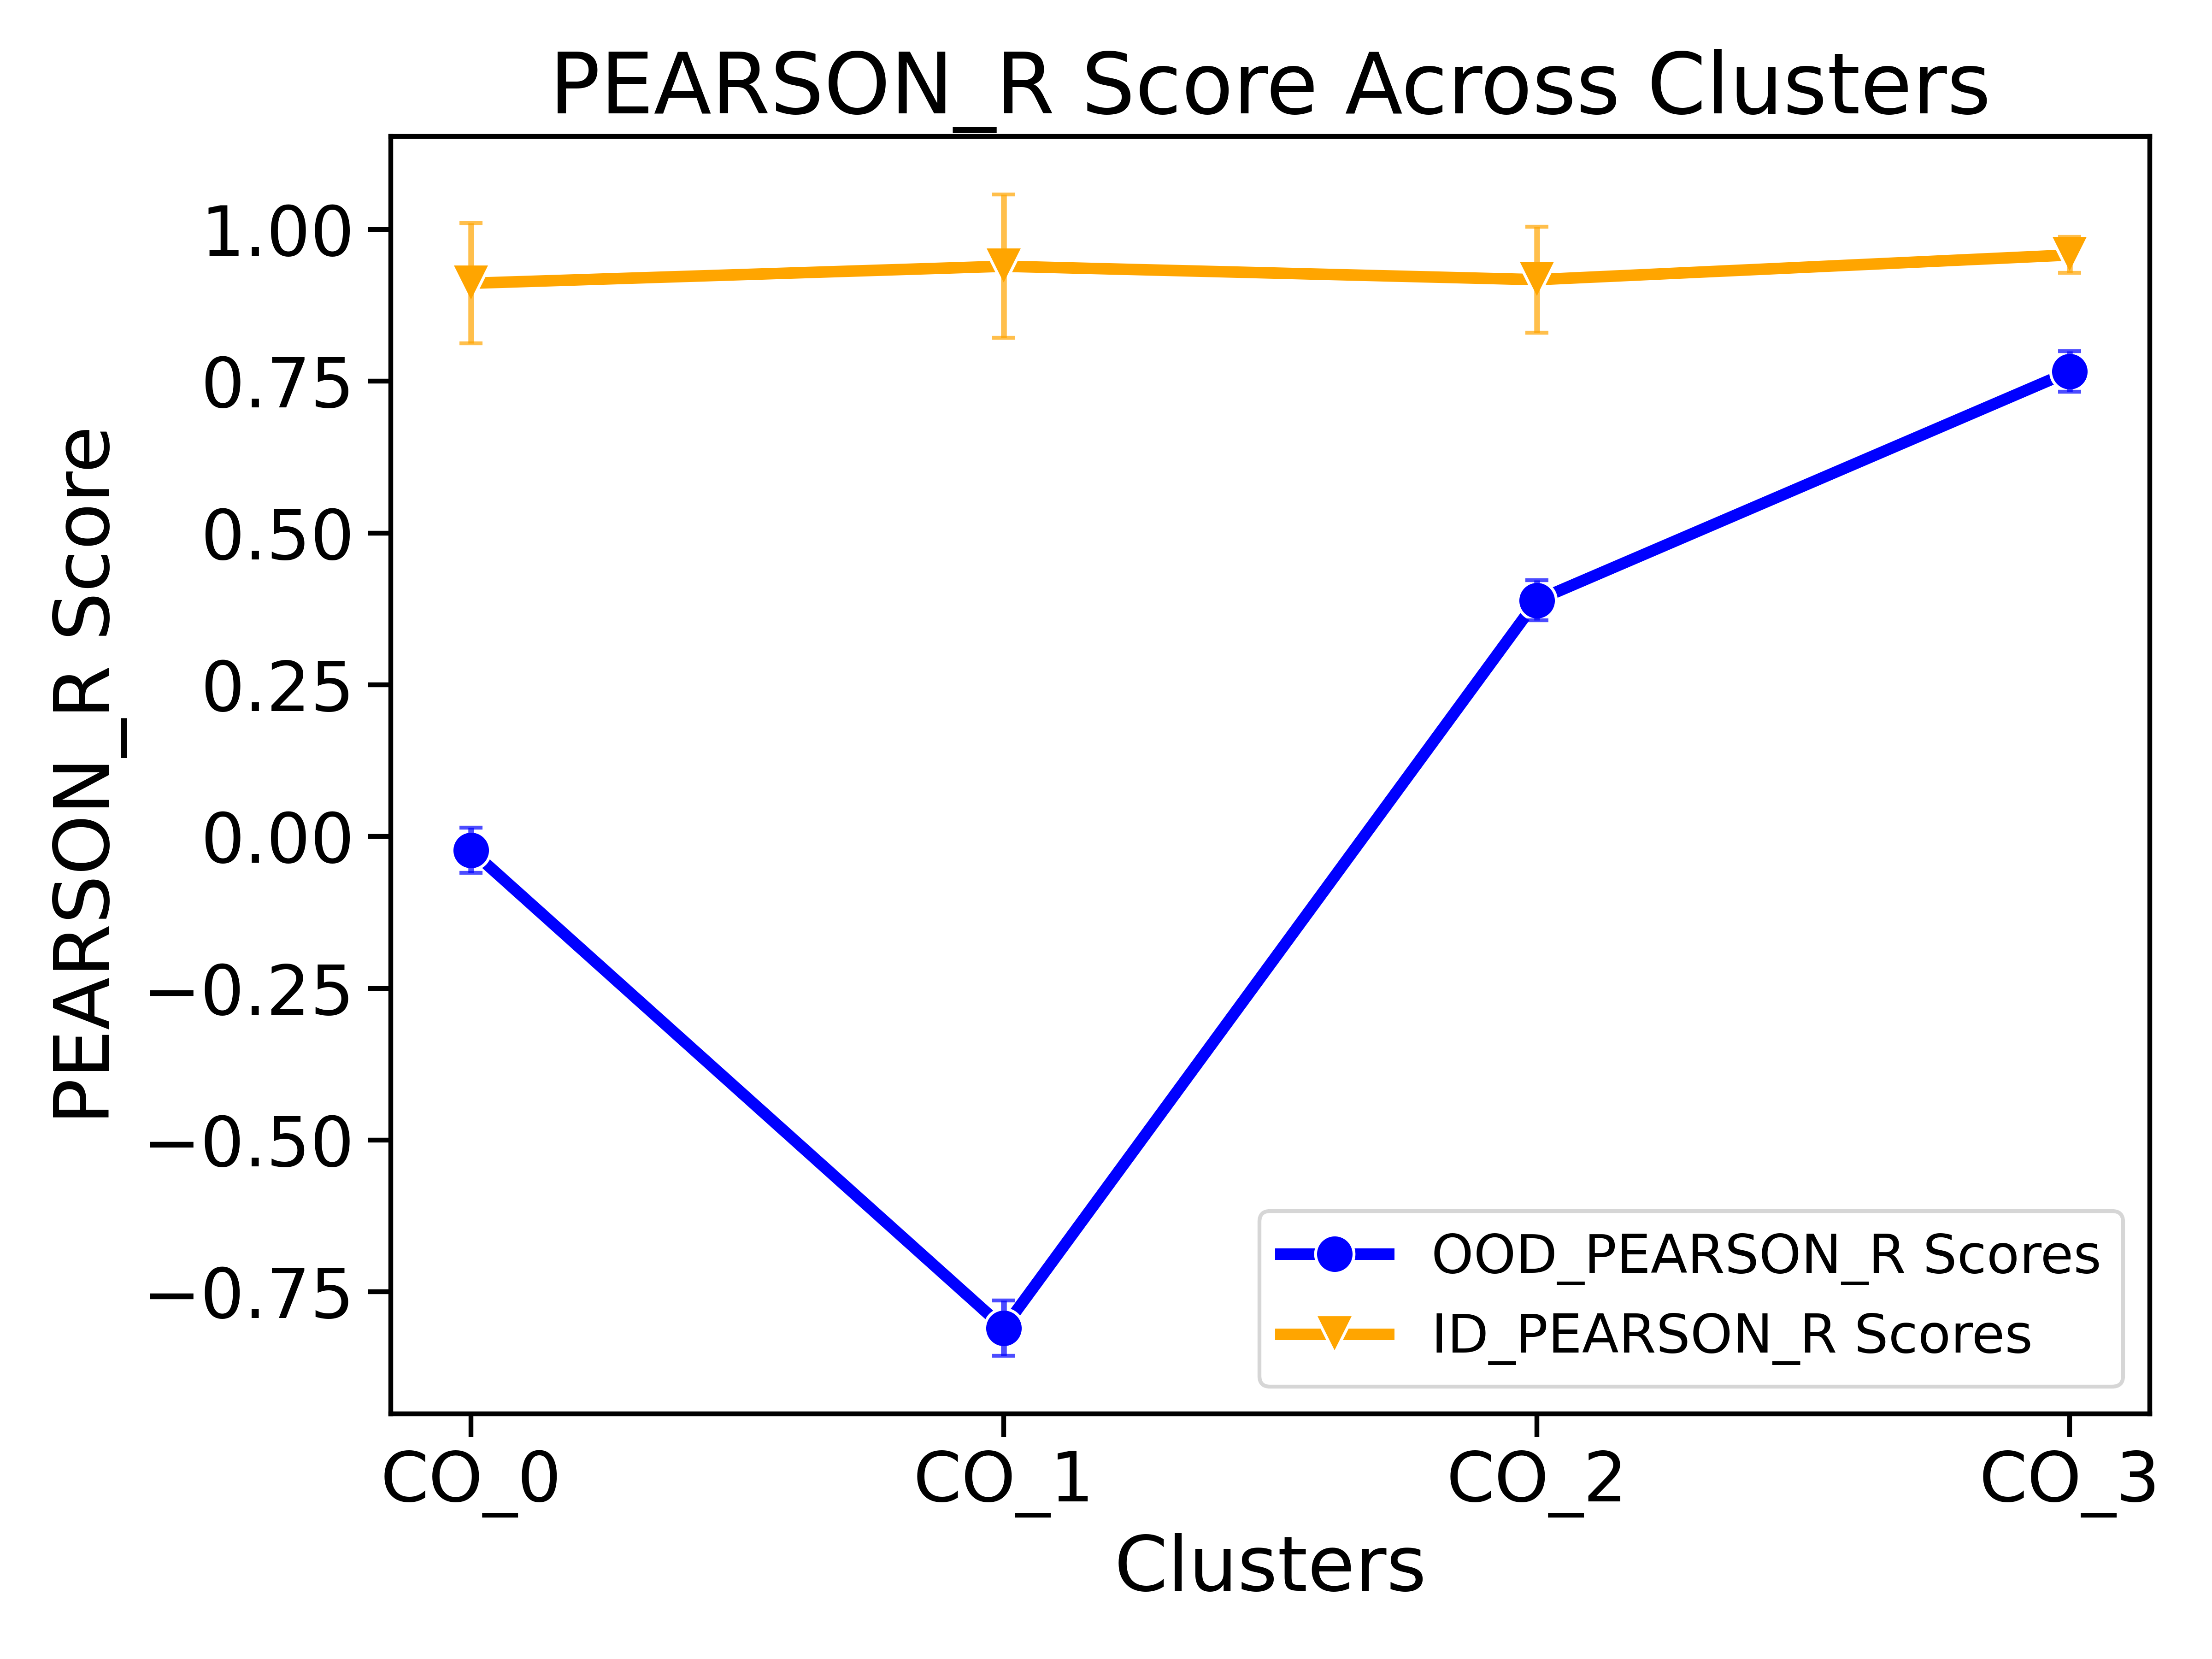 PEARSON_R Score Across Clusters
PEARSON_R Score
1.00
0.75
0.50
0.25
0.00
−0.25
−0.50
−0.75
OOD_PEARSON_R Scores
ID_PEARSON_R Scores
CO_0 CO_1 CO_2 CO_3
Clusters